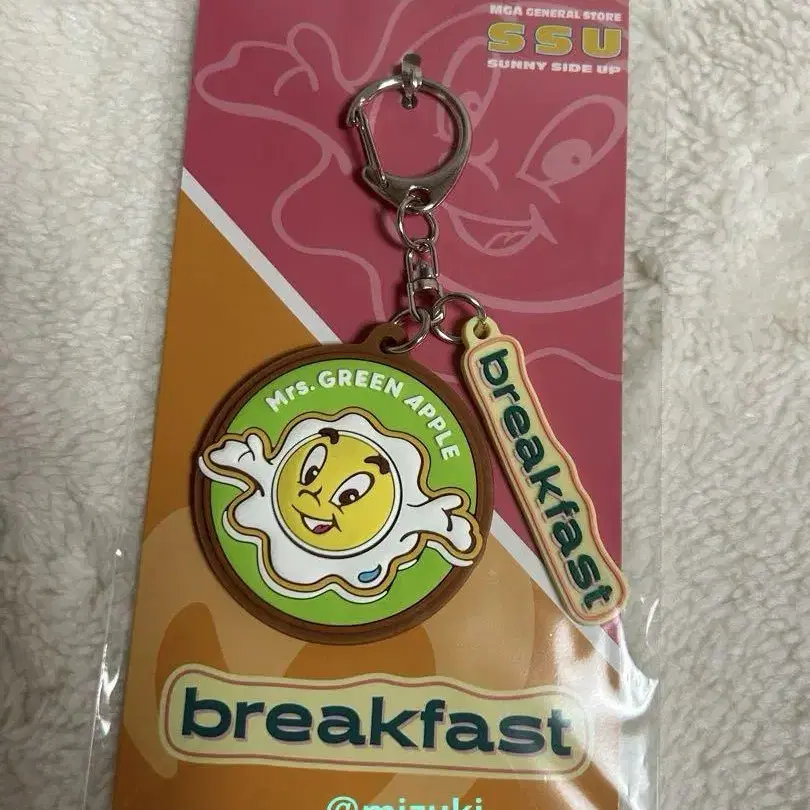 MGA GENERAL STORE
SSU
SUNNY SIDE UP
Mrs. GREEN APPLE
breakfast
breakfast
@mizuki